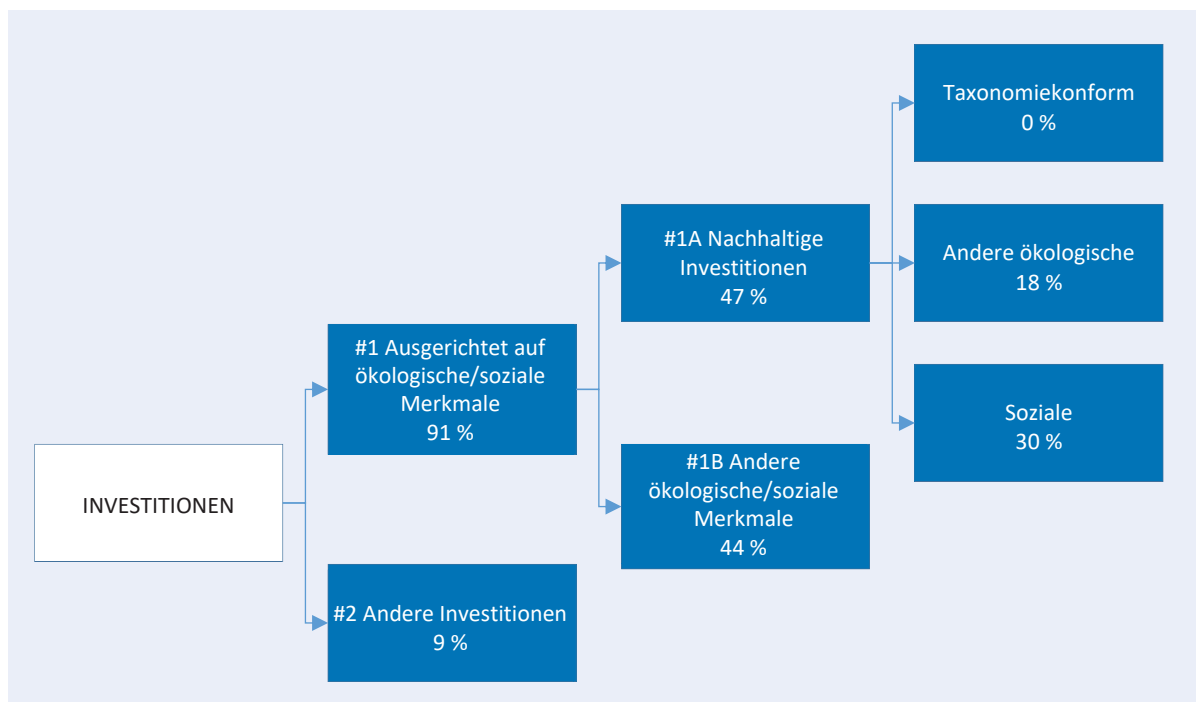 INVESTITIONEN
#1 Ausgerichtet auf
ökologische/soziale
Merkmale
91 %
#2 Andere Investitionen
9 %
#1A Nachhaltige
Investitionen
47 %
#1B Andere
ökologische/soziale
Merkmale
44 %
Taxonomiekonform
0 %
Andere ökologische
18 %
Soziale
30 %